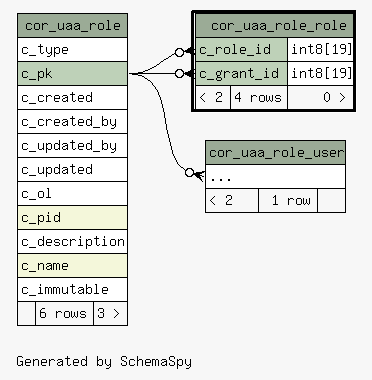 cor_uaa_role
c_type
c_pk
c_created
c_created_by
c_updated_by
c_updated
c_ol
c_pid
c_description
c_name
c_immutable
6 rows 3 >
cor_uaa_role_role
c_role_id int8[19]
c_grant_id int8[19]
< 2 4 rows 0 >
cor_uaa_role_user
...
< 2 1 row
Generated by SchemaSpy